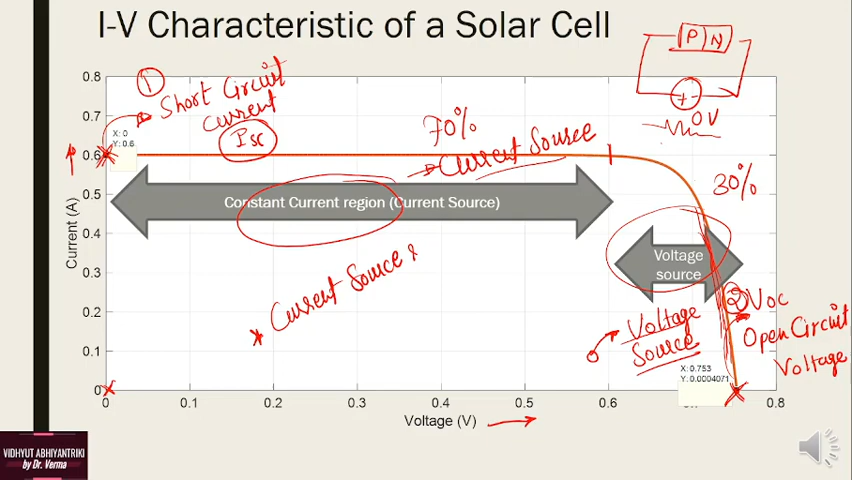 I-V Characteristic of a Solar Cell
P N
+
0V
0.8
0.7
0.6
0.5
0.4
0.3
0.2
0.1
0
Current (A)
1
Short Circuit
Current
Isc
X: 0
Y: 0.6
70%
Current Source
30%
Constant Current region (Current Source)
Voltage
source
Current Source
2 Voc
Open Circuit
Voltage
Voltage
Source
X: 0.753
Y: 0.0004071
0 0.1 0.2 0.3 0.4 0.5 0.6 0.8
Voltage (V)
VIDHYUT ABHIYANTRIKI
by Dr. Verma